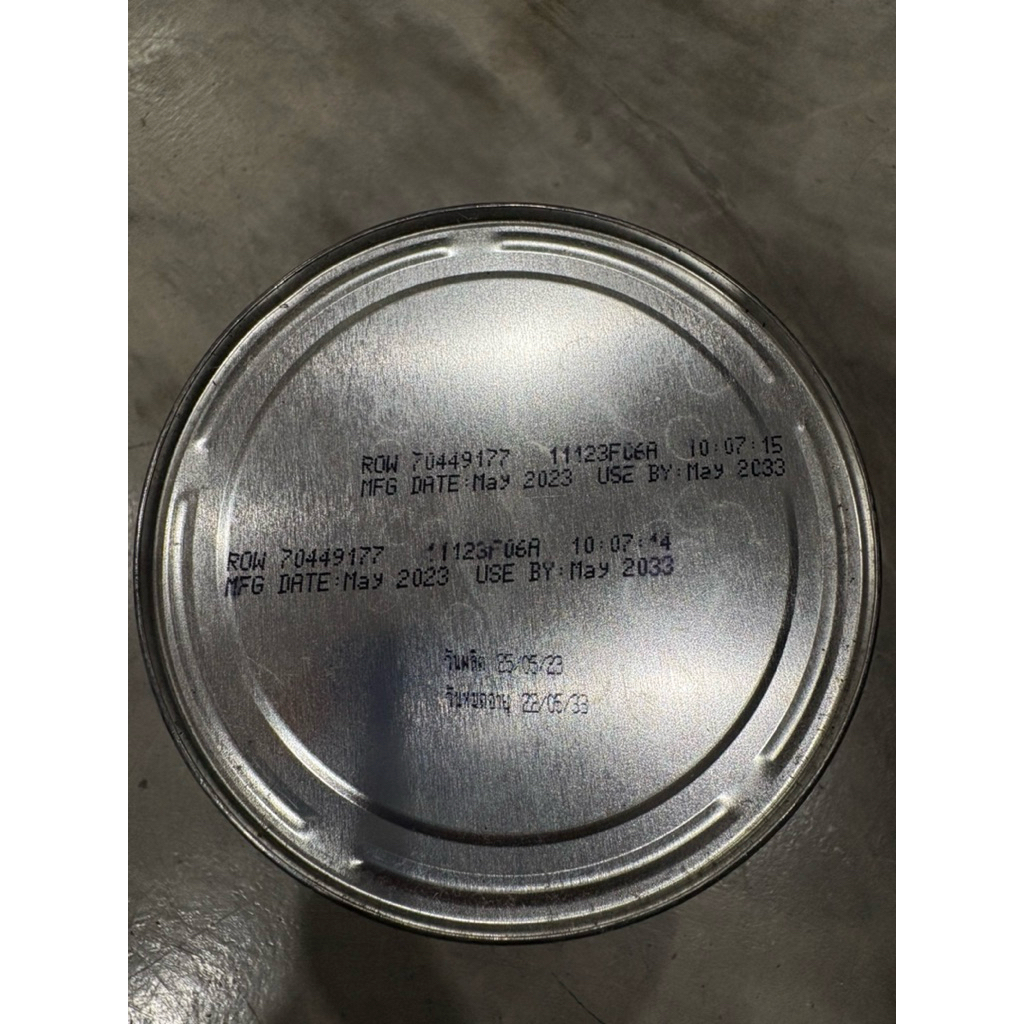 ROW 70449177 11123F06A 10:07:15
MFG DATE:May 2023 USE BY:May 2033
ROW 70449177 11123F06A 10:07:14
MFG DATE:May 2023 USE BY:May 2033
วันผลิต 25/05/23
วันหมดอายุ 22/05/33